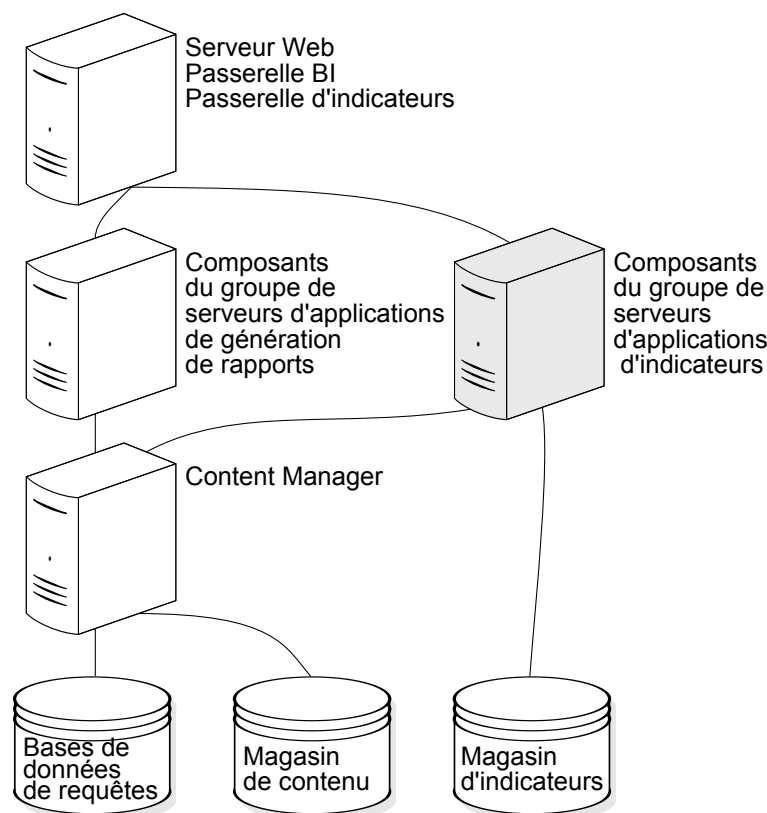 Serveur Web
Passerelle BI
Passerelle d'indicateurs
Composants
du groupe de
serveurs d'applications
de génération
de rapports
Composants
du groupe de
serveurs
d'applications
d'indicateurs
Content Manager
Bases de
données
de requêtes
Magasin
de contenu
Magasin
d'indicateurs